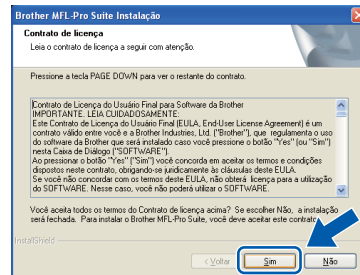 Brother MFL-Pro Suite Instalação
Contrato de licença
Leia o contrato de licença a seguir com atenção.
Pressione a tecla PAGE DOWN para ver o restante do contrato.
Contrato de Licença do Usuário Final para Software da Brother
IMPORTANTE. LEIA CUIDADOSAMENTE:
Este Contrato de Licença do Usuário Final (EULA, End-User License Agreement) é um
contrato válido entre você e a Brother Industries, Ltd. ("Brother"), que regulamenta o uso
do software da Brother que será instalado caso você pressione o botão "Yes" (ou "Sim")
nesta Caixa de Diálogo ("SOFTWARE").
Ao pressionar o botão "Yes" ("Sim") você concorda em aceitar os termos e condições
dispostos neste contrato, obrigando-se juridicamente às cláusulas deste EULA.
Se você não concordar com os termos deste EULA, não obterá licença para a utilização
do SOFTWARE. Nesse caso, você não poderá utilizar o SOFTWARE.
Você aceita todos os termos do Contrato de licença acima? Se escolher Não, a instalação
será fechada. Para instalar o Brother MFL-Pro Suite, você deve aceitar este contrato.
InstallShield
< Voltar Sim Não